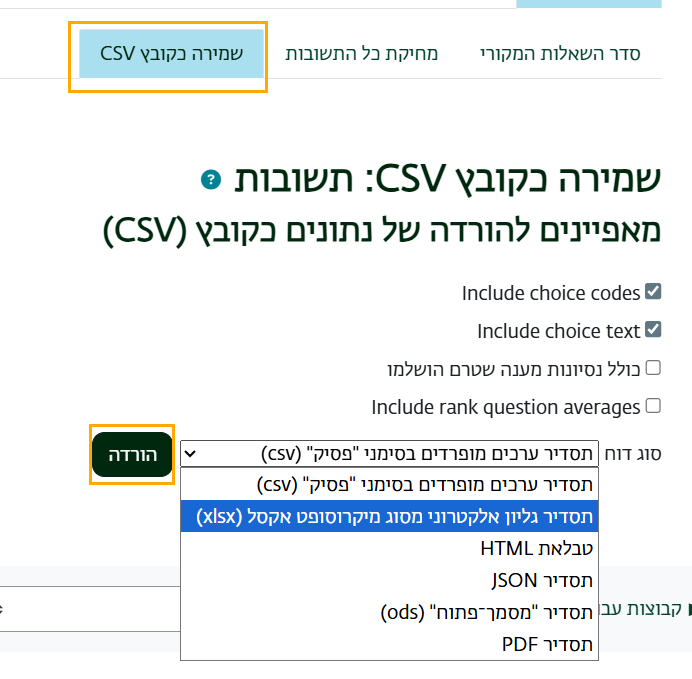 סדר השאלות המקורי מחיקת כל התשובות שמירה כקובץ CSV
שמירה כקובץ CSV: תשובות ?
מאפיינים להורדה של נתונים כקובץ (CSV)
Include choice codes
Include choice text
כולל נסיונות מענה שטרם הושלמו
Include rank question averages
סוג דוח תסדיר ערכים מופרדים בסימני "פסיק" (csv) הורדה
תסדיר ערכים מופרדים בסימני "פסיק" (csv)
תסדיר גליון אלקטרוני מסוג מיקרוסופט אקסל (xlsx)
טבלאת HTML
תסדיר JSON
תסדיר "מסמך־פתוח" (ods)
תסדיר PDF
קבוצות